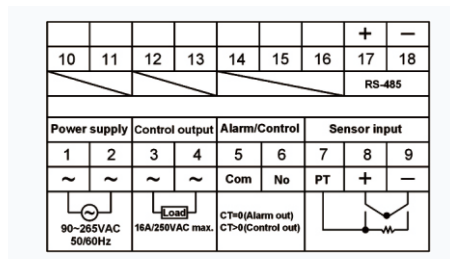 + −
10 11 12 13 14 15 16 17 18
RS-485
Power supply Control output Alarm/Control Sensor input
1 2 3 4 5 6 7 8 9
~ ~ ~ ~ Com No PT + −
~ Load
90~265VAC 16A/250VAC max. CT=0(Alarm out)
50/60Hz CT>0(Control out)